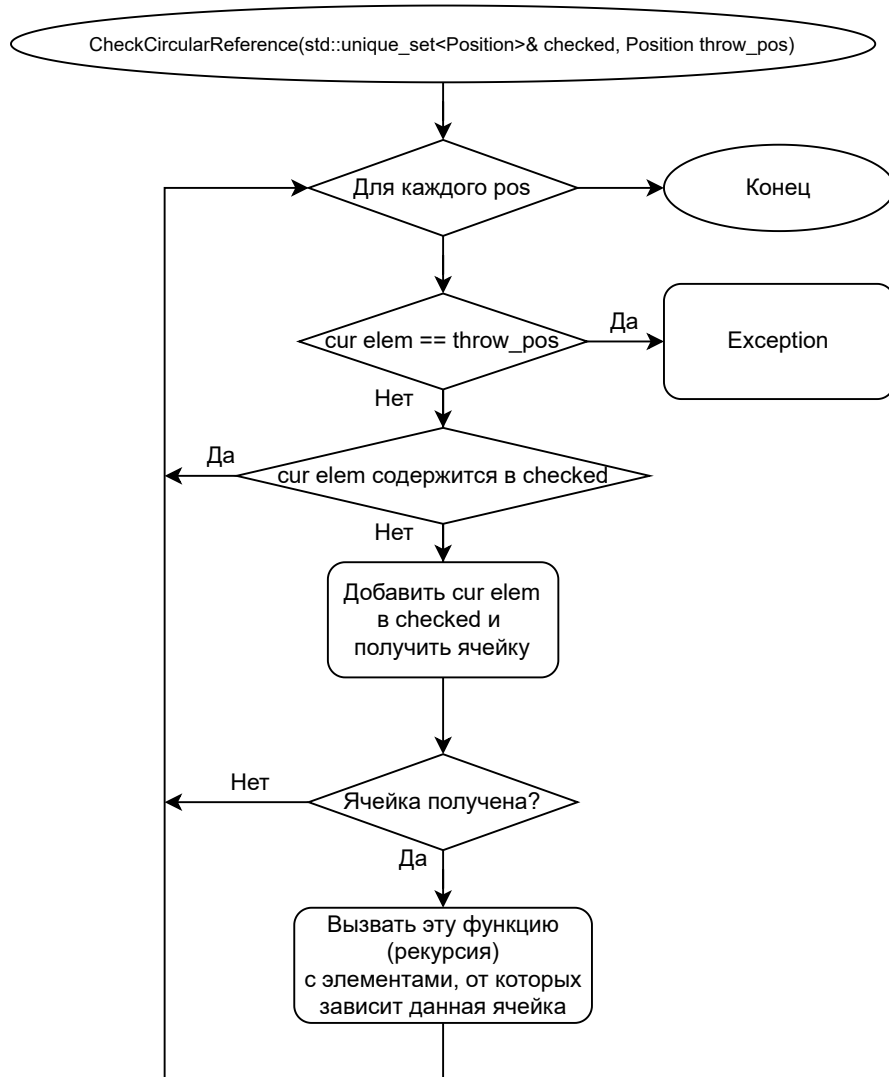 CheckCircularReference(std::unique_set<Position>& checked, Position throw_pos)
Для каждого pos
Конец
cur elem == throw_pos
Да
Exception
Нет
cur elem содержится в checked
Да
Нет
Добавить cur elem
в checked и
получить ячейку
Нет
Ячейка получена?
Да
Вызвать эту функцию
(рекурсия)
с элементами, от которых
зависит данная ячейка